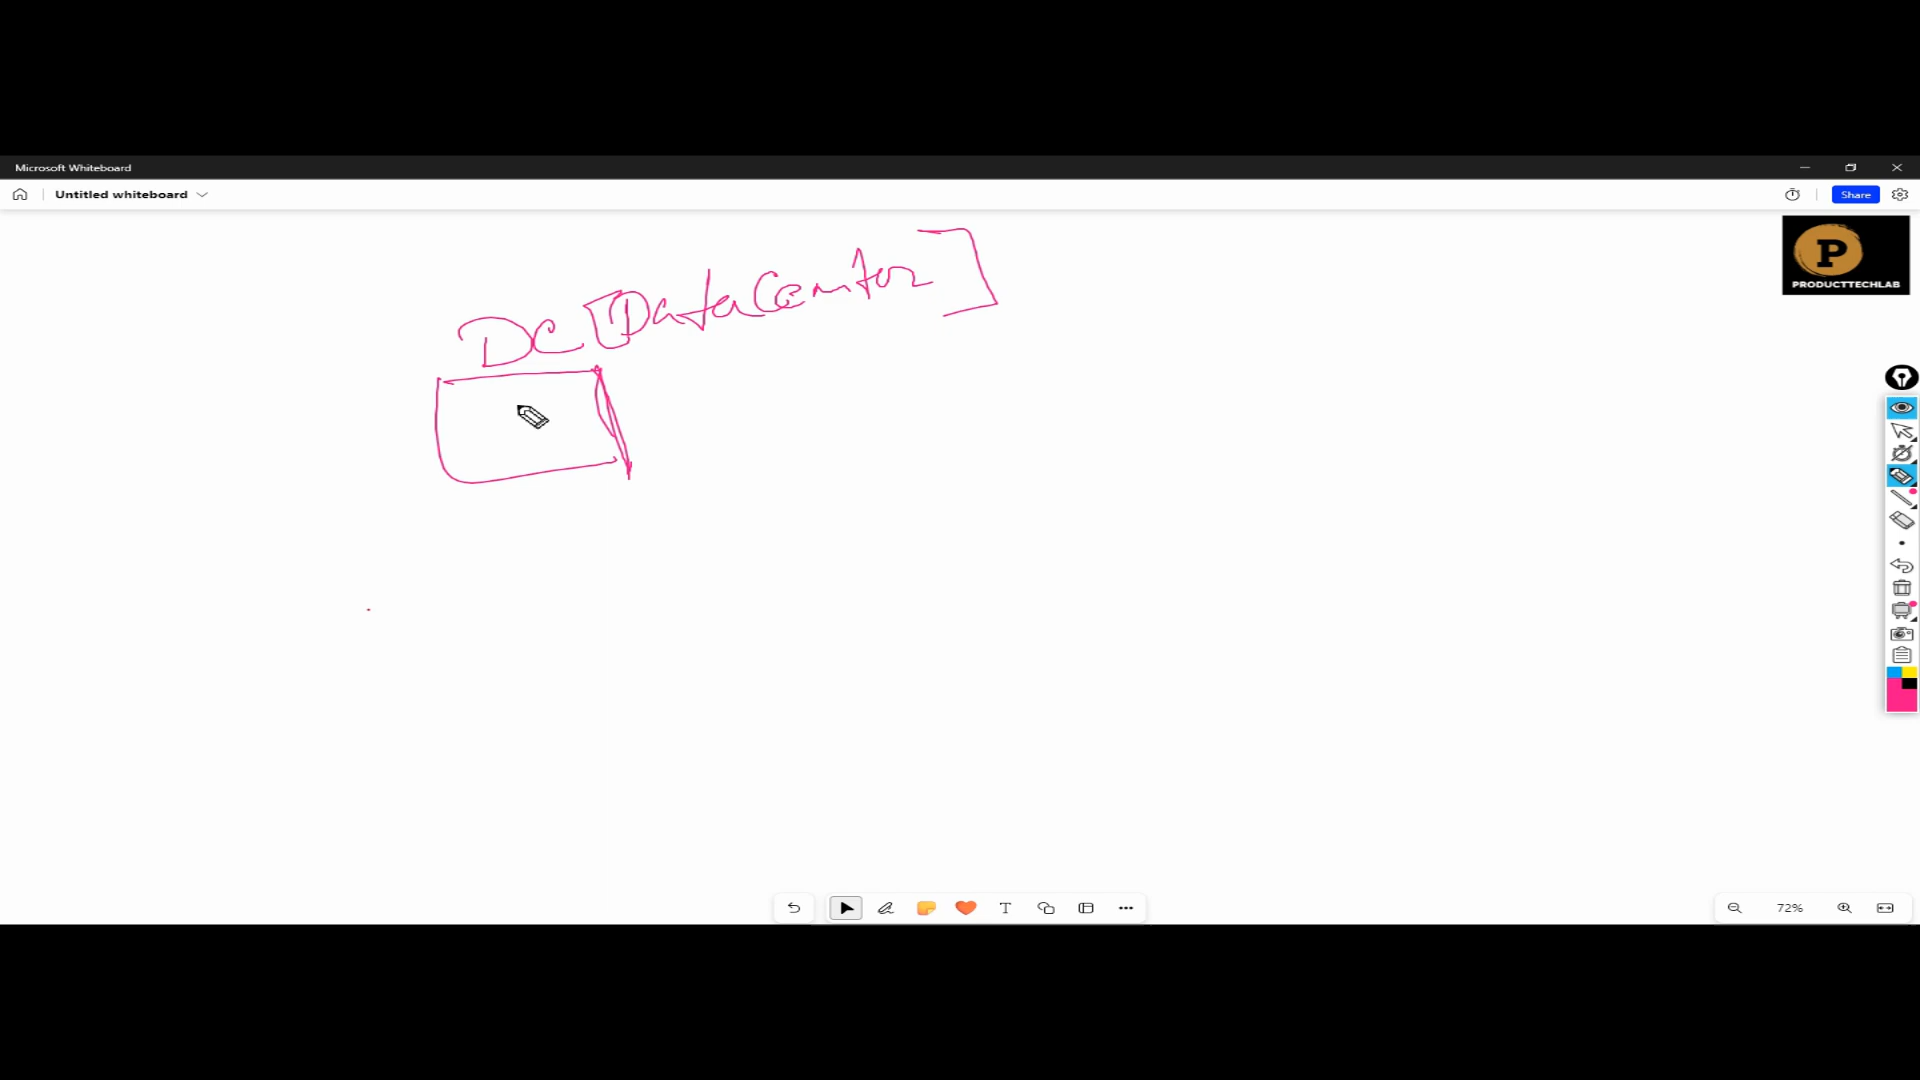 Microsoft Whiteboard
Untitled whiteboard
Share
P
PRODUCTTECHLAB
DC [DataCenter]
72%